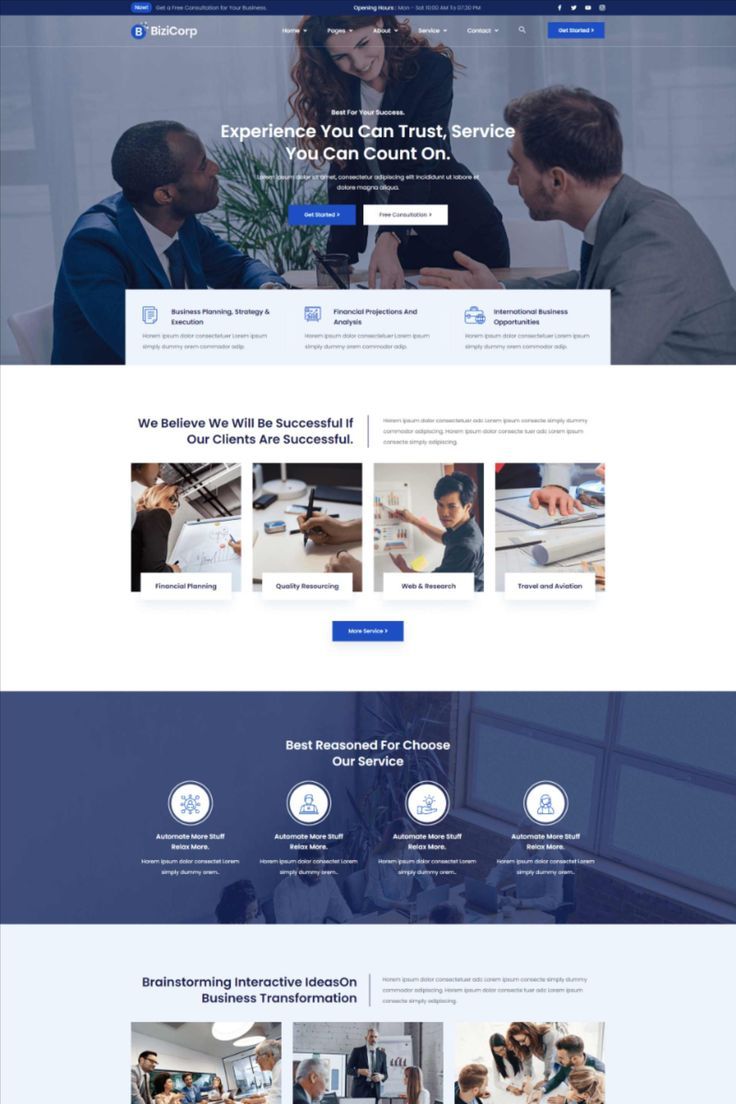 Now! Get a Free Consultation for Your Business.
Opening Hours : Mon - Sat 10:00 AM To 07:30 PM
BiziCorp
Home Pages About Service Contact
Get Started >
Best For Your Success.
Experience You Can Trust, Service
You Can Count On.
Lorem ipsum dolor sit amet, consectetur adipiscing elit incididunt ut labore et
dolore magna aliqua.
Get Started >
Free Consultation >
Business Planning, Strategy &
Execution
Horem ipsum dolor consectetuer Lorem ipsum
simply dummy orem commodor adip.
Financial Projections And
Analysis
Horem ipsum dolor consectetuer Lorem ipsum
simply dummy orem commodor adip.
International Business
Opportunities
Horem ipsum dolor consectetuer Lorem ipsum
simply dummy orem commodor adip.
We Believe We Will Be Successful If
Our Clients Are Successful.
Horem ipsum dolor consectetuer adc Lorem ipsum consecte simply dummy
commodor adipiscing. Horem ipsum dolor consecte tuer adc Lorem ipsum
consecte simply adipiscing.
Financial Planning
Quality Resourcing
Web & Research
Travel and Aviation
More Service >
Best Reasoned For Choose
Our Service
Automate More Stuff
Relax More.
Horem ipsum dolor consectet Lorem
simply dummy orem..
Automate More Stuff
Relax More.
Horem ipsum dolor consectet Lorem
simply dummy orem..
Automate More Stuff
Relax More.
Horem ipsum dolor consectet Lorem
simply dummy orem..
Automate More Stuff
Relax More.
Horem ipsum dolor consectet Lorem
simply dummy orem..
Brainstorming Interactive IdeasOn
Business Transformation
Horem ipsum dolor consectetuer adc Lorem ipsum consecte simply dummy
commodor adipiscing. Horem ipsum dolor consecte tuer adc Lorem ipsum
consecte simply adipiscing.